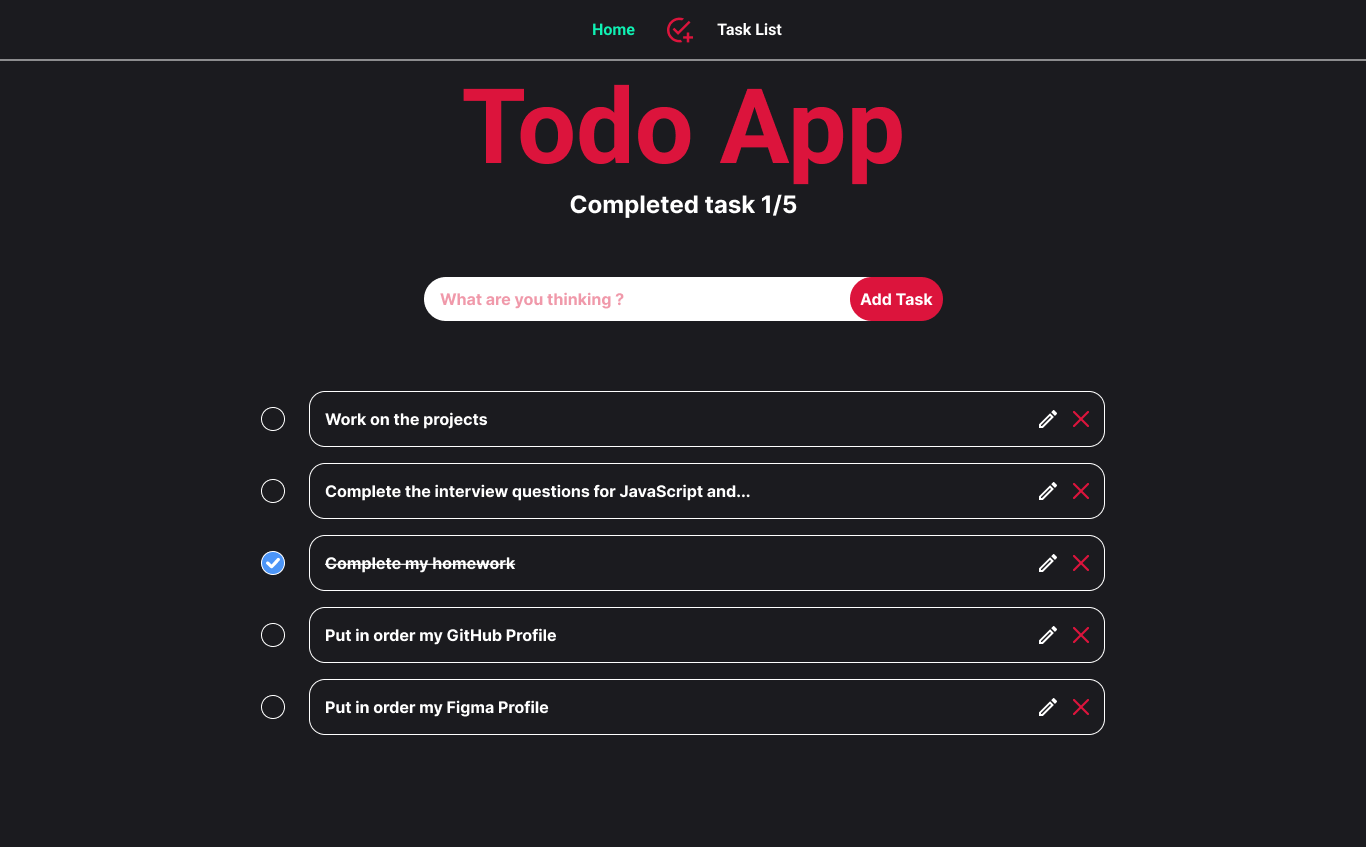 Home
Task List
Todo App
Completed task 1/5
What are you thinking ?
Add Task
Work on the projects
Complete the interview questions for JavaScript and...
Complete my homework
Put in order my GitHub Profile
Put in order my Figma Profile